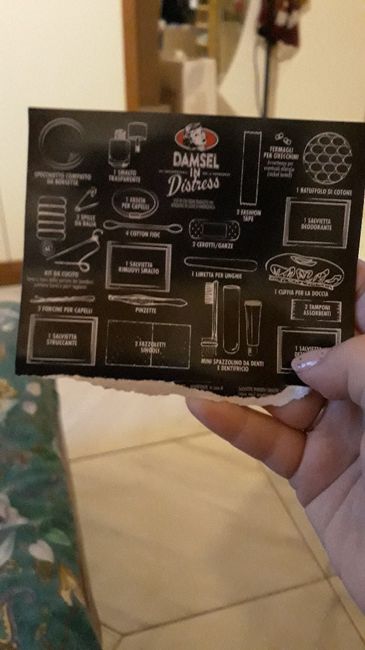 DAMSEL
IN
Distress
SPECCHIETTO COMPATTO
DA BORSETTE
1 SMALTO
TRASPARENTE
1 FASCIA
PER CAPELLI
2 SPILLE
DA BALIA
4 COTTON FIOC
2 FASHION
TAPE
FERMAGLI
PER ORECCHINI
1 BATUFFOLO DI COTONE
1 SALVIETTA
DEODORANTE
2 CEROTTI/GARZE
KIT DA CUCITO
1 SALVIETTA
RIMUOVI SMALTO
1 LIMETTA PER UNGHIE
1 CUFFIA PER LA DOCCIA
3 FORCINE PER CAPELLI
PINZETTE
2 TAMPONI
ASSORBENTI
1 SALVIETTA
STRUCCANTE
2 FAZZOLETTI
SINGOLI
MINI SPAZZOLINO DA DENTI
E DENTIFRICIO
1 SALVIETTA